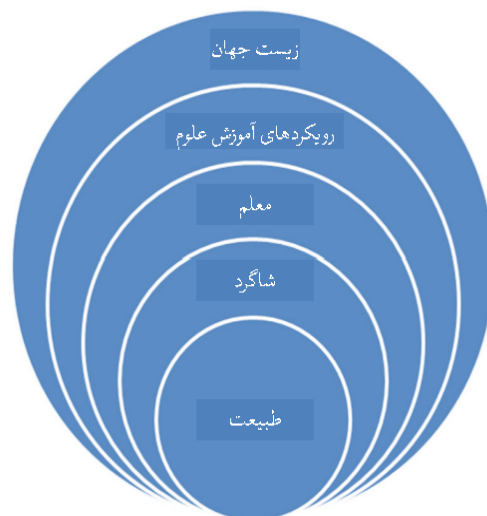 زیست جهان
رویکردهای آموزش علوم
معلم
شاگرد
طبیعت